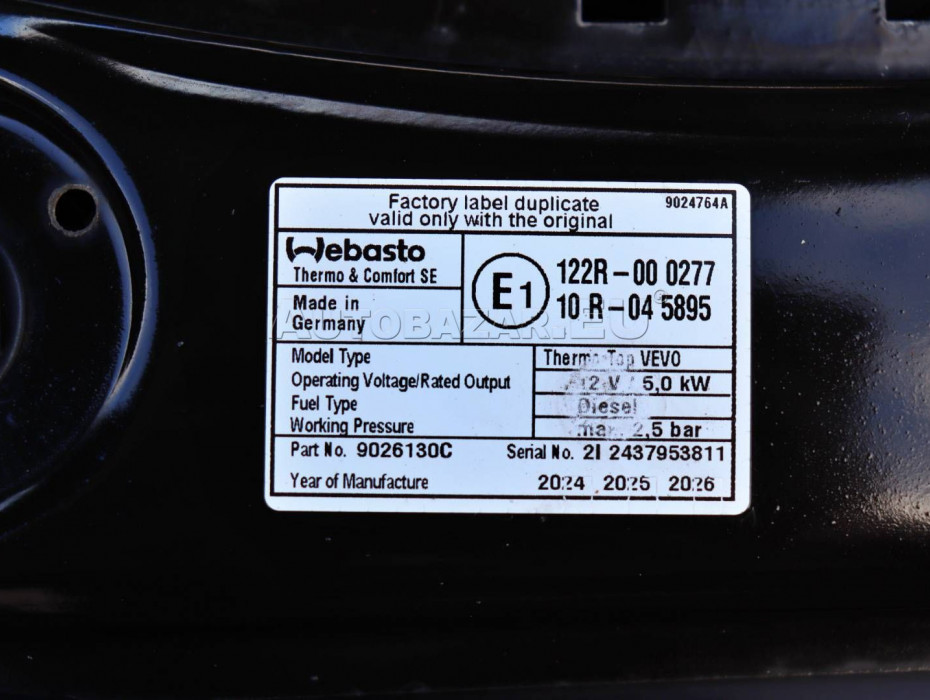 Factory label duplicate
valid only with the original
9024764A
Webasto
Thermo & Comfort SE
E1
122R-00 0277
10 R-04 5895
Made in
Germany
AUTOBAZAR.EU
Model Type Thermo Top VEVO
Operating Voltage/Rated Output 12 V / 5,0 kW
Fuel Type Diesel
Working Pressure max. 2,5 bar
Part No. 9026130C Serial No. 21 2437953811
Year of Manufacture 2024 2025 2026